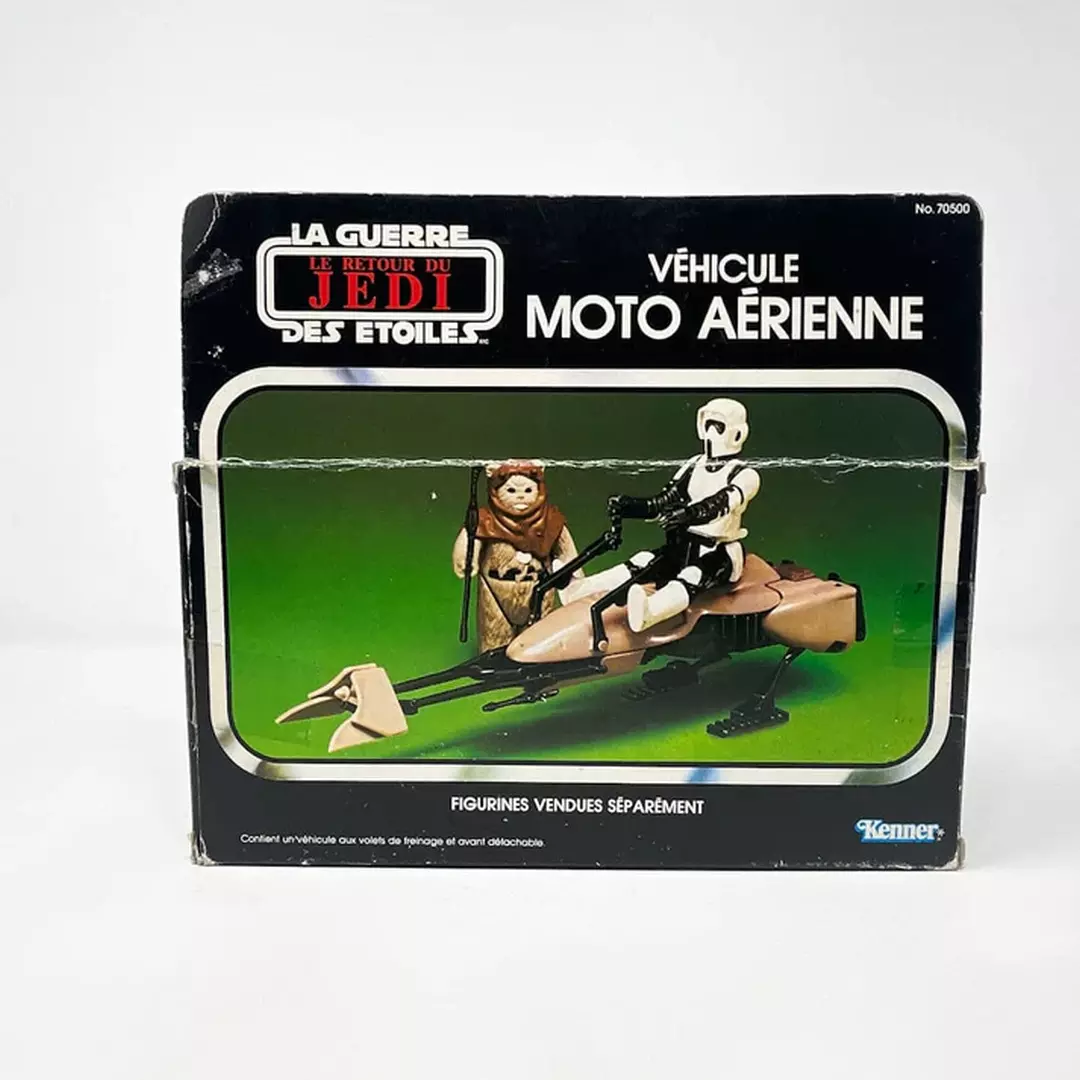 No. 70500
LA GUERRE
LE RETOUR DU
JEDI
DES ETOILES
VÉHICULE
MOTO AÉRIENNE
FIGURINES VENDUES SÉPARÉMENT
Contient un véhicule aux volets de freinage et avant détachable.
Kenner